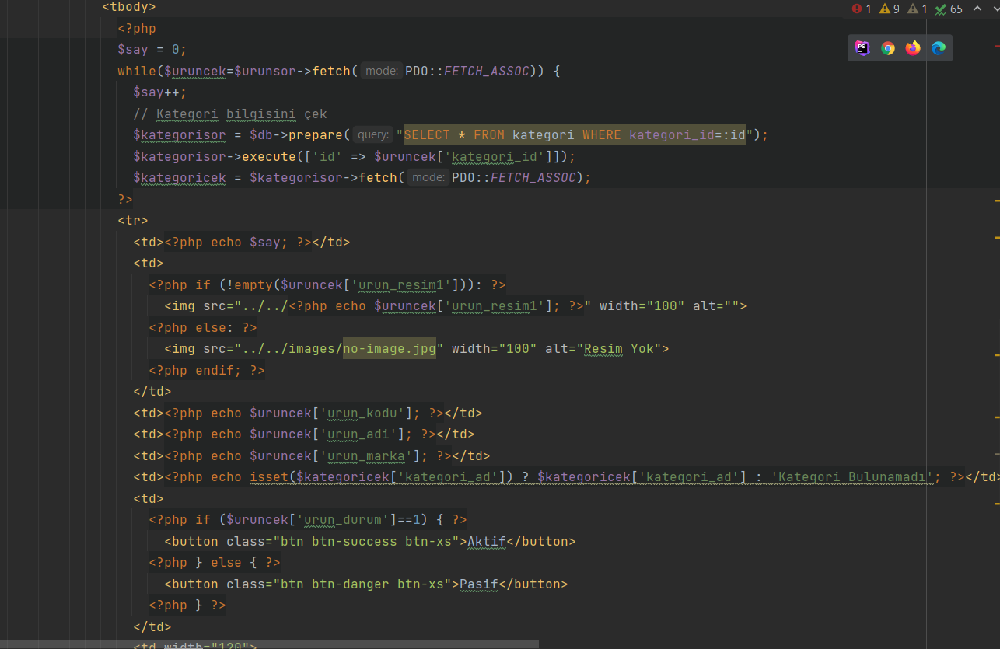 <tbody>
1 9 1 65
<?php
$say = 0;
while($uruncek=$urunsor->fetch( mode: PDO::FETCH_ASSOC)) {
$say++;
// Kategori bilgisini çek
$kategorisor = $db->prepare( query: "SELECT * FROM kategori WHERE kategori_id=:id");
$kategorisor->execute(['id' => $uruncek['kategori_id']]);
$kategoricek = $kategorisor->fetch( mode: PDO::FETCH_ASSOC);
?>
<tr>
<td><?php echo $say; ?></td>
<td>
<?php if (!empty($uruncek['urun_resim1'])): ?>
<img src="../../<?php echo $uruncek['urun_resim1']; ?>" width="100" alt="">
<?php else: ?>
<img src="../../images/no-image.jpg" width="100" alt="Resim Yok">
<?php endif; ?>
</td>
<td><?php echo $uruncek['urun_kodu']; ?></td>
<td><?php echo $uruncek['urun_adi']; ?></td>
<td><?php echo $uruncek['urun_marka']; ?></td>
<td><?php echo isset($kategoricek['kategori_ad']) ? $kategoricek['kategori_ad'] : 'Kategori Bulunamadı'; ?></td>
<td>
<?php if ($uruncek['urun_durum']==1) { ?>
<button class="btn btn-success btn-xs">Aktif</button>
<?php } else { ?>
<button class="btn btn-danger btn-xs">Pasif</button>
<?php } ?>
</td>
<td width="120">